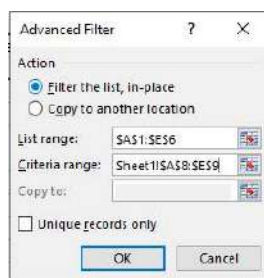 Advanced Filter ? ×
Action
Filter the list, in-place
Copy to another location
List range: $A$1:$E$6
Criteria range: Sheet1!$A$8:$E$9
Copy to:
Unique records only
OK Cancel